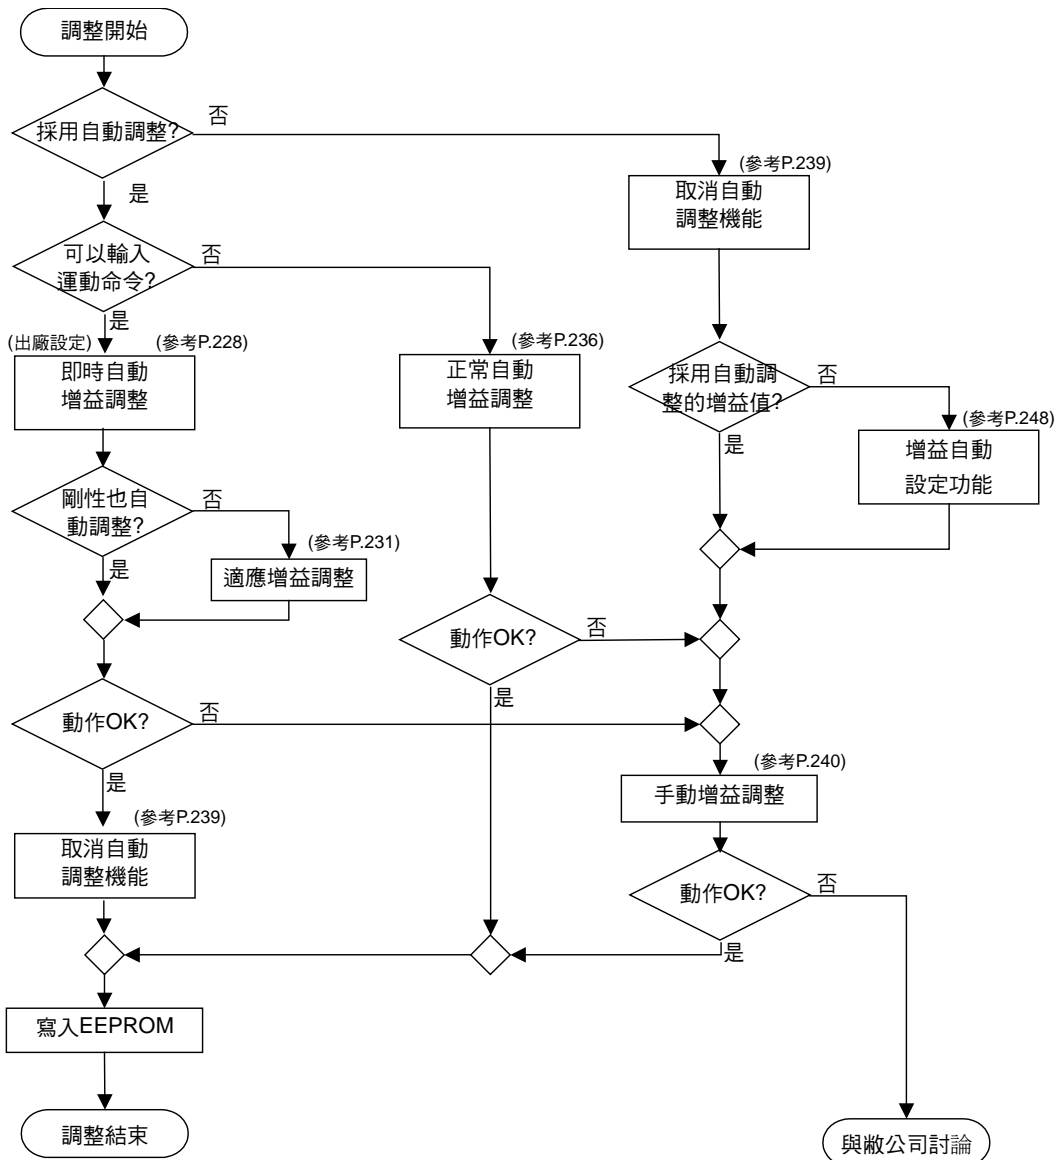 調整開始
採用自動調整?
否
是
(參考P.239)
取消自動
調整機能
可以輸入
運動命令?
否
是
(出廠設定)
(參考P.228)
即時自動
增益調整
(參考P.236)
正常自動
增益調整
採用自動調
整的增益值?
否
是
(參考P.248)
增益自動
設定功能
剛性也自
動調整?
否
是
(參考P.231)
適應增益調整
動作OK?
否
是
動作OK?
否
是
(參考P.240)
手動增益調整
(參考P.239)
取消自動
調整機能
動作OK?
否
是
寫入EEPROM
調整結束
與敝公司討論